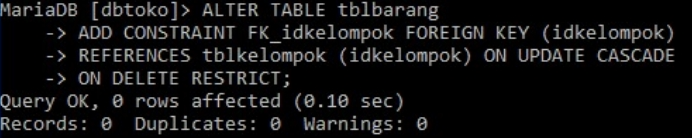 MariaDB [dbtoko]> ALTER TABLE tblbarang
    -> ADD CONSTRAINT FK_idkelompok FOREIGN KEY (idkelompok)
    -> REFERENCES tblkelompok (idkelompok) ON UPDATE CASCADE
    -> ON DELETE RESTRICT;
Query OK, 0 rows affected (0.10 sec)
Records: 0  Duplicates: 0  Warnings: 0